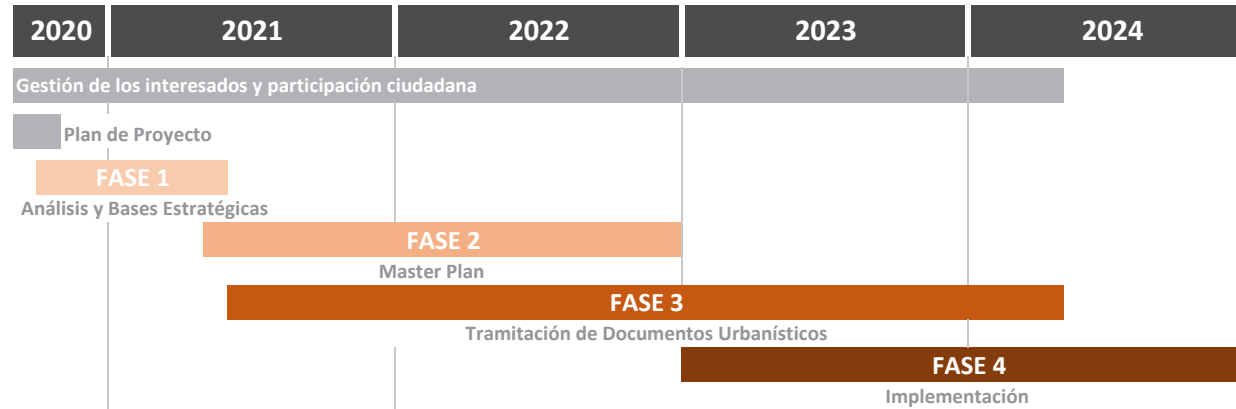 2020 2021 2022 2023 2024
Gestión de los interesados y participación ciudadana
Plan de Proyecto
FASE 1
Análisis y Bases Estratégicas
FASE 2
Master Plan
FASE 3
Tramitación de Documentos Urbanísticos
FASE 4
Implementación